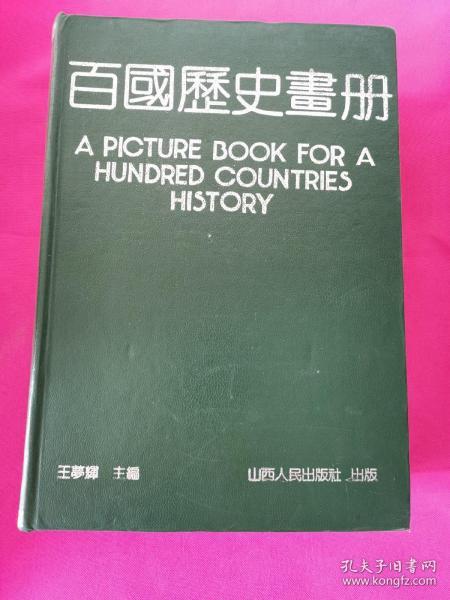 百國歷史畫册
A PICTURE BOOK FOR A
HUNDRED COUNTRIES
HISTORY
王夢輝 主編 山西人民出版社 出版
孔夫子旧书网
www.kongfz.com